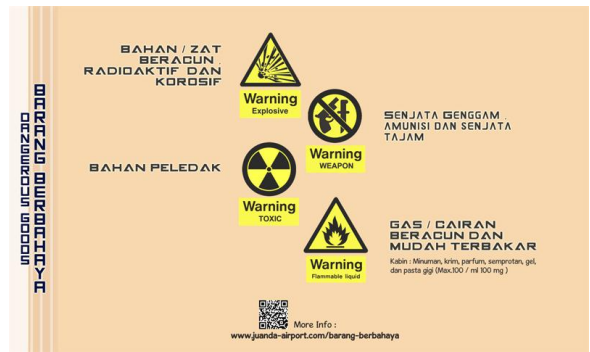 BARANG BERBAHAYA
DANGEROUS GOODS
BAHAN / ZAT
BERACUN ,
RADIOAKTIF DAN
KOROSIF
Warning
Explosive
SENJATA GENGGAM ,
AMUNISI DAN SENJATA
TAJAM
Warning
WEAPON
BAHAN PELEDAK
Warning
TOXIC
GAS / CAIRAN
BERACUN DAN
MUDAH TERBAKAR
Kabin : Minuman, krim, parfum, semprotan, gel,
dan pasta gigi (Max.100 / ml 100 mg )
Warning
Flammable liquid
More Info :
www.juanda-airport.com/barang-berbahaya